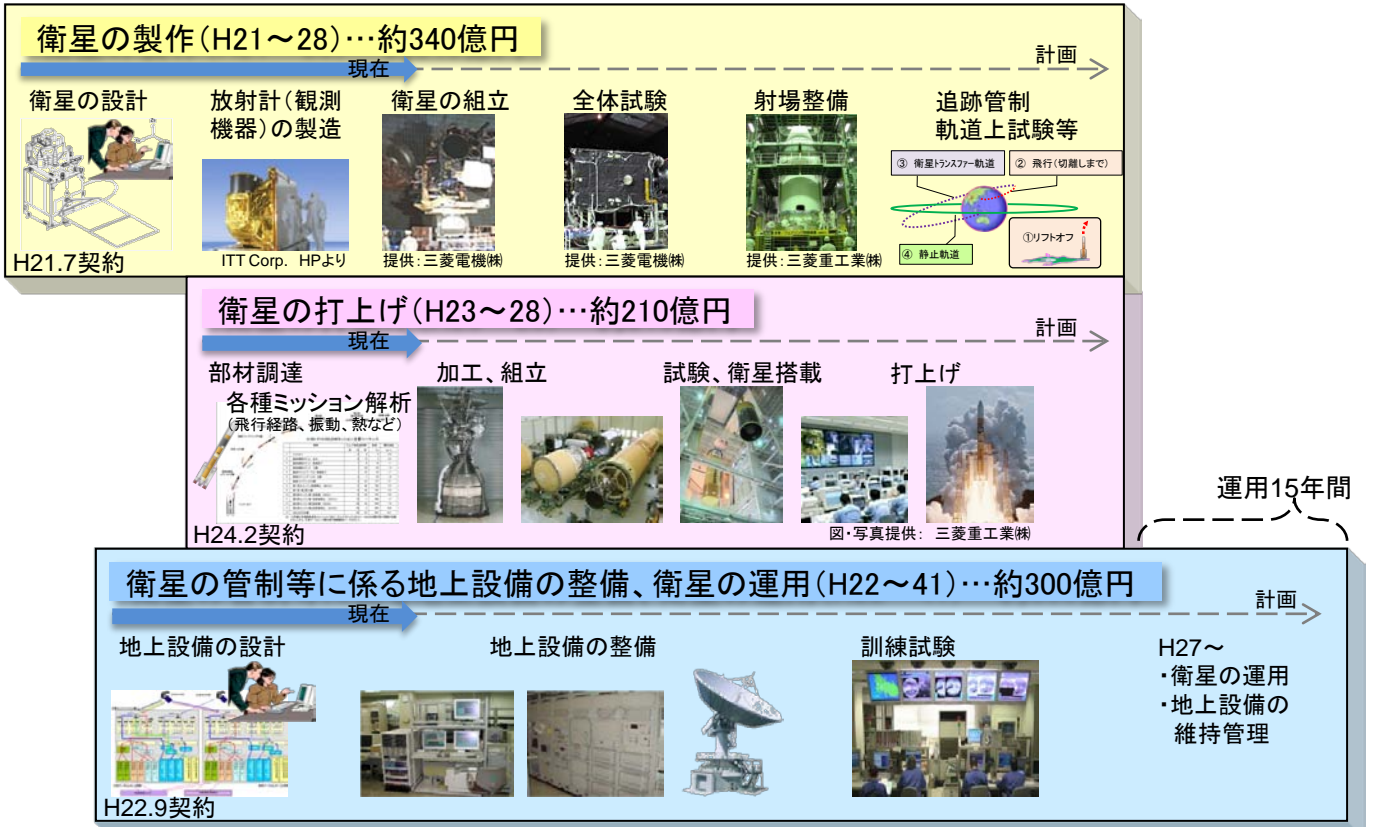 衛星の製作(H21～28)…約340億円
現在
計画
衛星の設計
放射計(観測
機器)の製造
衛星の組立
全体試験
射場整備
追跡管制
軌道上試験等
③ 衛星トランスファー軌道
② 飛行(切離しまで)
①リフトオフ
④ 静止軌道
H21.7契約
ITT Corp. HPより
提供：三菱電機㈱
提供：三菱電機㈱
提供：三菱重工業㈱
衛星の打上げ(H23～28)…約210億円
現在
計画
部材調達
各種ミッション解析
(飛行経路、振動、熱など)
加工、組立
試験、衛星搭載
打上げ
H24.2契約
図・写真提供： 三菱重工業㈱
運用15年間
衛星の管制等に係る地上設備の整備、衛星の運用(H22～41)…約300億円
現在
計画
地上設備の設計
地上設備の整備
訓練試験
H27～
・衛星の運用
・地上設備の
維持管理
H22.9契約